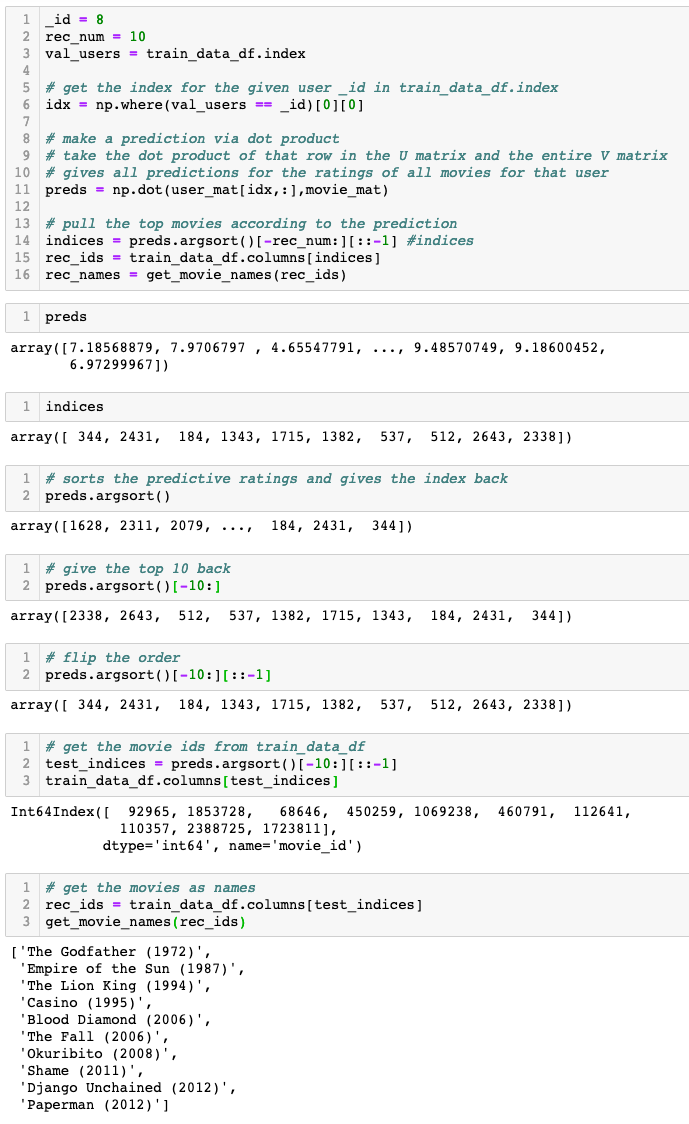 1 _id = 8
2 rec_num = 10
3 val_users = train_data_df.index
4
5 # get the index for the given user _id in train_data_df.index
6 idx = np.where(val_users == _id)[0][0]
7
8 # make a prediction via dot product
9 # take the dot product of that row in the U matrix and the entire V matrix
10 # gives all predictions for the ratings of all movies for that user
11 preds = np.dot(user_mat[idx,:],movie_mat)
12
13 # pull the top movies according to the prediction
14 indices = preds.argsort()[-rec_num:][::-1] #indices
15 rec_ids = train_data_df.columns[indices]
16 rec_names = get_movie_names(rec_ids)
1 preds
array([7.18568879, 7.9706797 , 4.65547791, ..., 9.48570749, 9.18600452,
6.97299967])
1 indices
array([ 344, 2431,  184, 1343, 1715, 1382,  537,  512, 2643, 2338])
1 # sorts the predictive ratings and gives the index back
2 preds.argsort()
array([1628, 2311, 2079, ...,  184, 2431,  344])
1 # give the top 10 back
2 preds.argsort()[-10:]
array([2338, 2643,  512,  537, 1382, 1715, 1343,  184, 2431,  344])
1 # flip the order
2 preds.argsort()[-10:][::-1]
array([ 344, 2431,  184, 1343, 1715, 1382,  537,  512, 2643, 2338])
1 # get the movie ids from train_data_df
2 test_indices = preds.argsort()[-10:][::-1]
3 train_data_df.columns[test_indices]
Int64Index([  92965, 1853728,   68646,  450259, 1069238,  460791,  112641,
110357, 2388725, 1723811],
dtype='int64', name='movie_id')
1 # get the movies as names
2 rec_ids = train_data_df.columns[test_indices]
3 get_movie_names(rec_ids)
['The Godfather (1972)',
'Empire of the Sun (1987)',
'The Lion King (1994)',
'Casino (1995)',
'Blood Diamond (2006)',
'The Fall (2006)',
'Okuribito (2008)',
'Shame (2011)',
'Django Unchained (2012)',
'Paperman (2012)']